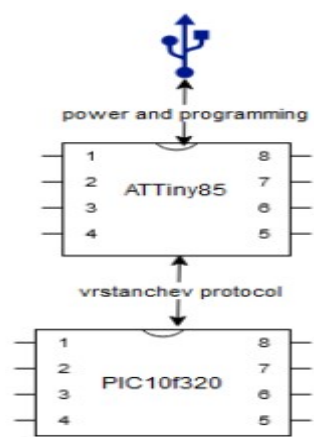 power and programming
1 8
2 7
ATTiny85
3 6
4 5
vrstanchev protocol
1 8
2 7
PIC10f320
3 6
4 5